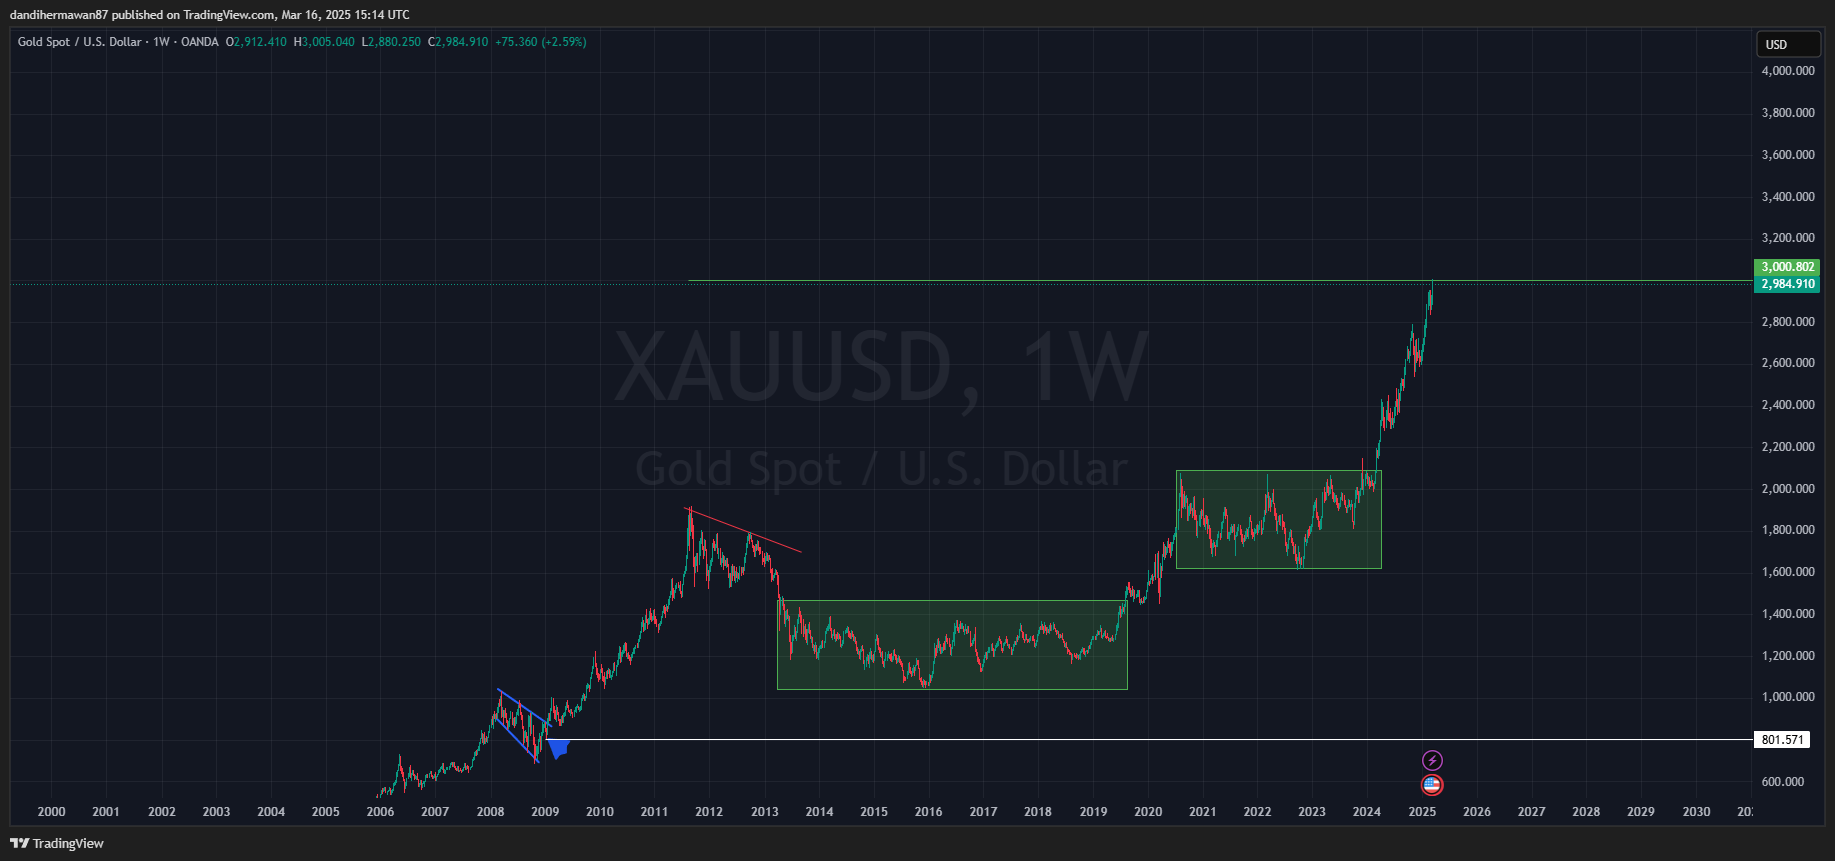 dandihermawan87 published on TradingView.com, Mar 16, 2025 15:14 UTC
Gold Spot / U.S. Dollar · 1W · OANDA O2,912.410 H3,005.040 L2,880.250 C2,984.910 +75.360 (+2.59%)
USD
4,000.000
3,800.000
3,600.000
3,400.000
3,200.000
3,000.802
2,984.910
2,800.000
XAUUSD, 1W
2,600.000
2,400.000
2,200.000
Gold Spot / U.S. Dollar
2,000.000
1,800.000
1,600.000
1,400.000
1,200.000
1,000.000
801.571
600.000
2000 2001 2002 2003 2004 2005 2006 2007 2008 2009 2010 2011 2012 2013 2014 2015 2016 2017 2018 2019 2020 2021 2022 2023 2024 2025 2026 2027 2028 2029 2030 20:
TradingView